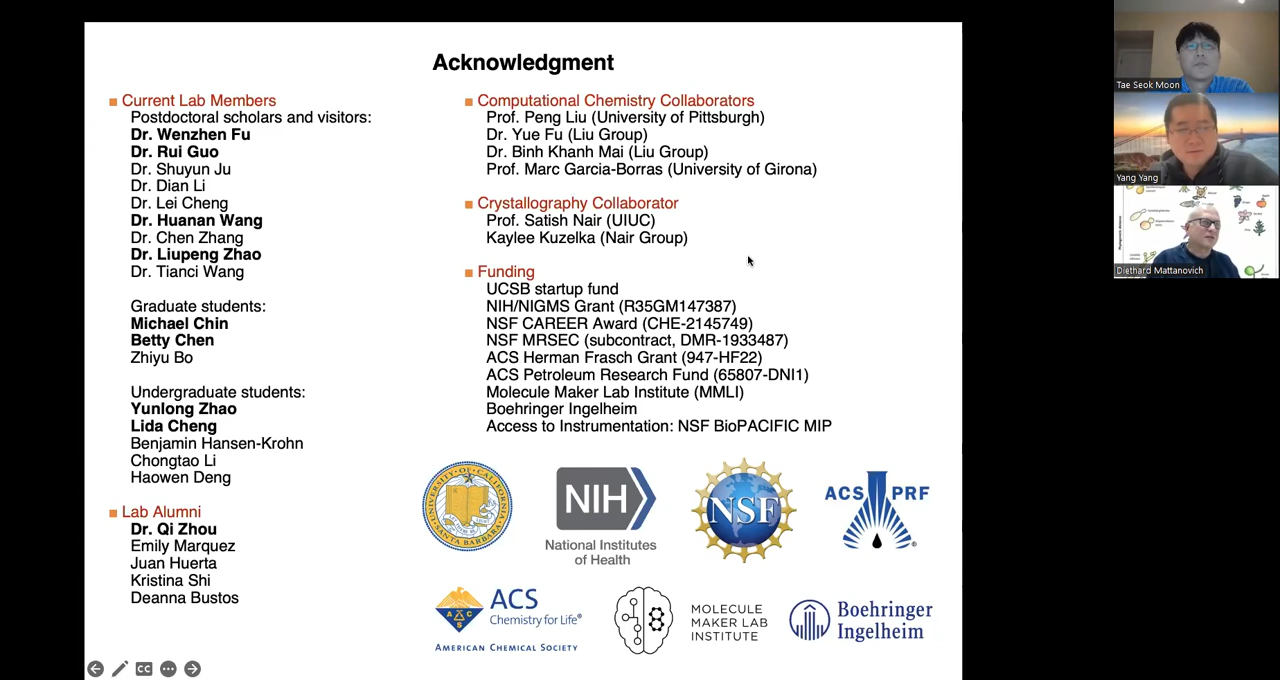 Acknowledgment
Current Lab Members
Postdoctoral scholars and visitors:
Dr. Wenzhen Fu
Dr. Rui Guo
Dr. Shuyun Ju
Dr. Dian Li
Dr. Lei Cheng
Dr. Huanan Wang
Dr. Chen Zhang
Dr. Liupeng Zhao
Dr. Tianci Wang
Graduate students:
Michael Chin
Betty Chen
Zhiyu Bo
Undergraduate students:
Yunlong Zhao
Lida Cheng
Benjamin Hansen-Krohn
Chongtao Li
Haowen Deng
Lab Alumni
Dr. Qi Zhou
Emily Marquez
Juan Huerta
Kristina Shi
Deanna Bustos
Computational Chemistry Collaborators
Prof. Peng Liu (University of Pittsburgh)
Dr. Yue Fu (Liu Group)
Dr. Binh Khanh Mai (Liu Group)
Prof. Marc Garcia-Borras (University of Girona)
Crystallography Collaborator
Prof. Satish Nair (UIUC)
Kaylee Kuzelka (Nair Group)
Funding
UCSB startup fund
NIH/NIGMS Grant (R35GM147387)
NSF CAREER Award (CHE-2145749)
NSF MRSEC (subcontract, DMR-1933487)
ACS Herman Frasch Grant (947-HF22)
ACS Petroleum Research Fund (65807-DNI1)
Molecule Maker Lab Institute (MMLI)
Boehringer Ingelheim
Access to Instrumentation: NSF BioPACIFIC MIP
UNIVERSITY OF CALIFORNIA
SANTA BARBARA
NIH
National Institutes
of Health
NSF
ACS PRF
ACS
Chemistry for Life®
AMERICAN CHEMICAL SOCIETY
MOLECULE
MAKER LAB
INSTITUTE
Boehringer
Ingelheim
CC
Tae Seok Moon
Yang Yang
Diethard Mattanovich